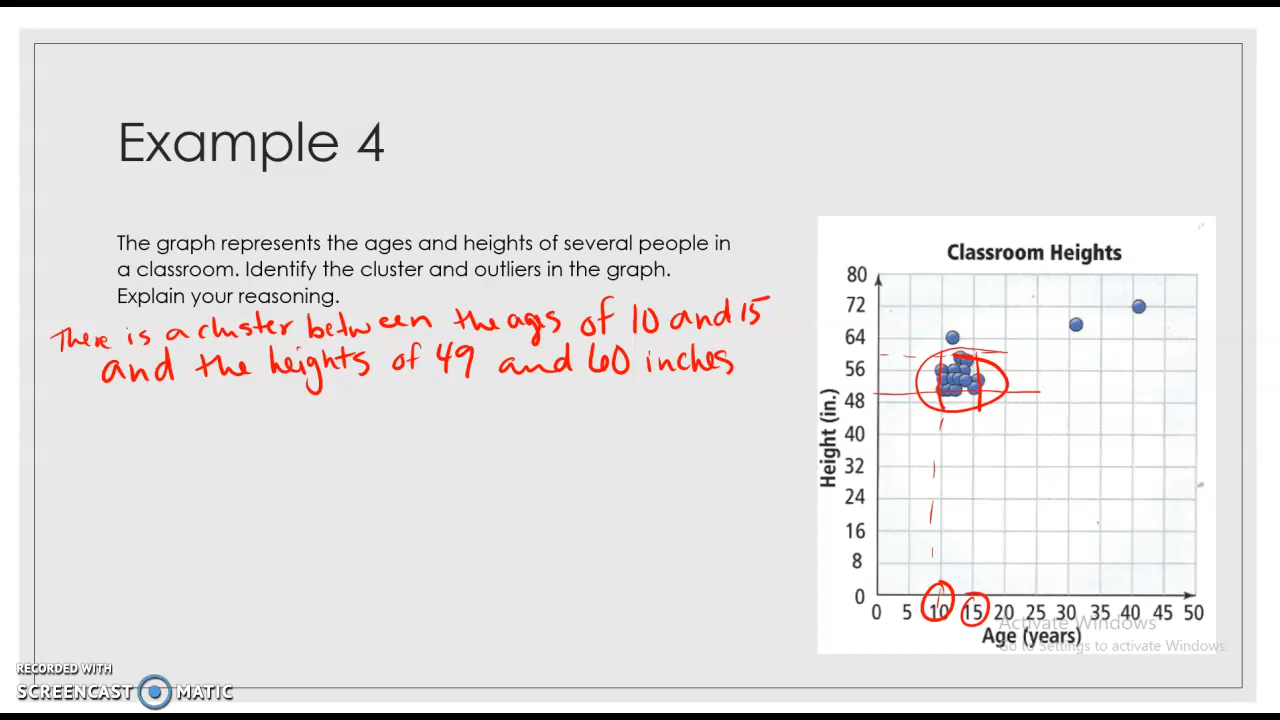 Example 4
The graph represents the ages and heights of several people in
a classroom. Identify the cluster and outliers in the graph.
Explain your reasoning.
There is a cluster between the ages of 10 and 15
and the heights of 49 and 60 inches
Classroom Heights
80
72
64
56
48
40
32
24
16
8
0
Height (in.)
0 5 10 15 20 25 30 35 40 45 50
Age (years)
Activate Windows
Go to Settings to activate Windows.
RECORDED WITH
SCREENCAST MATIC